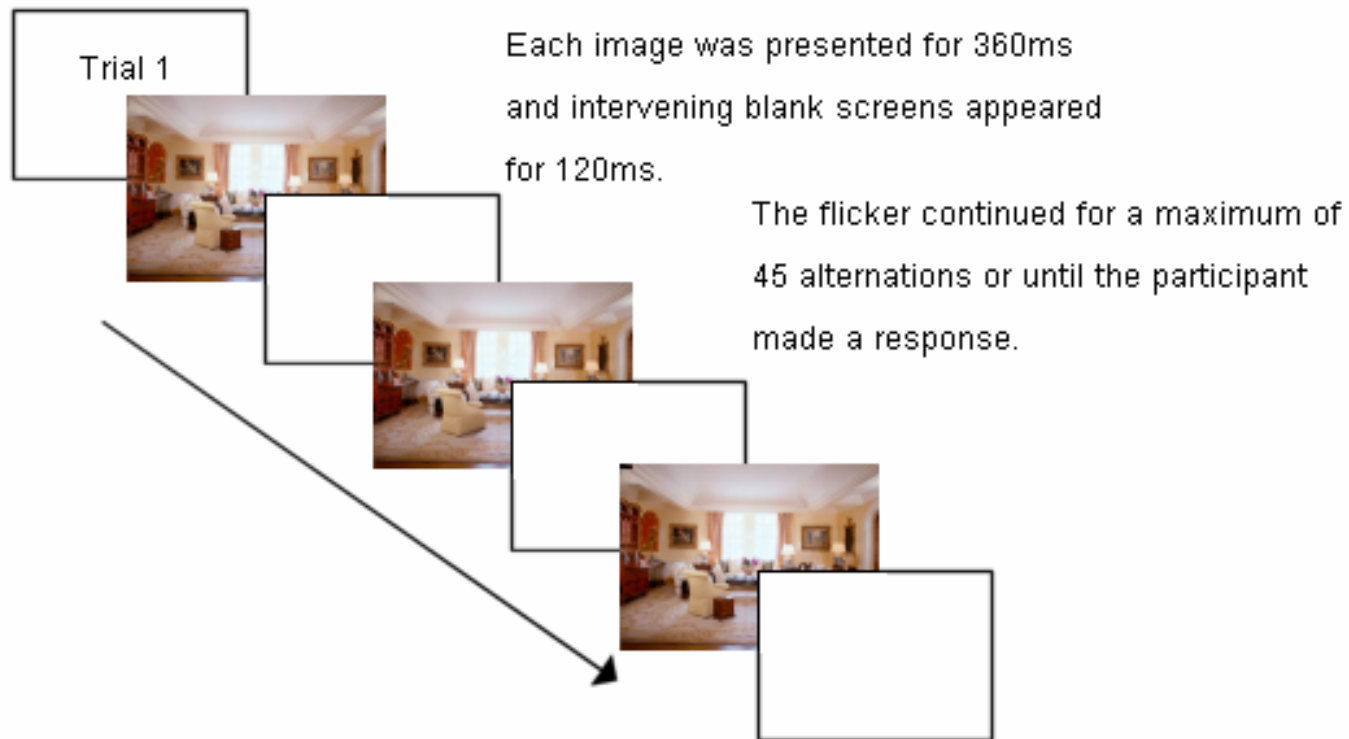 Trial 1
Each image was presented for 360ms
and intervening blank screens appeared
for 120ms.
The flicker continued for a maximum of
45 alternations or until the participant
made a response.